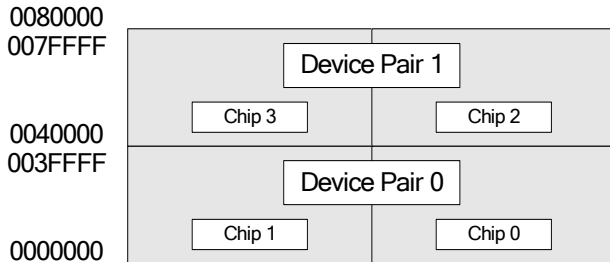 0080000
007FFFF
Device Pair 1
Chip 3
Chip 2
0040000
003FFFF
Device Pair 0
Chip 1
Chip 0
0000000